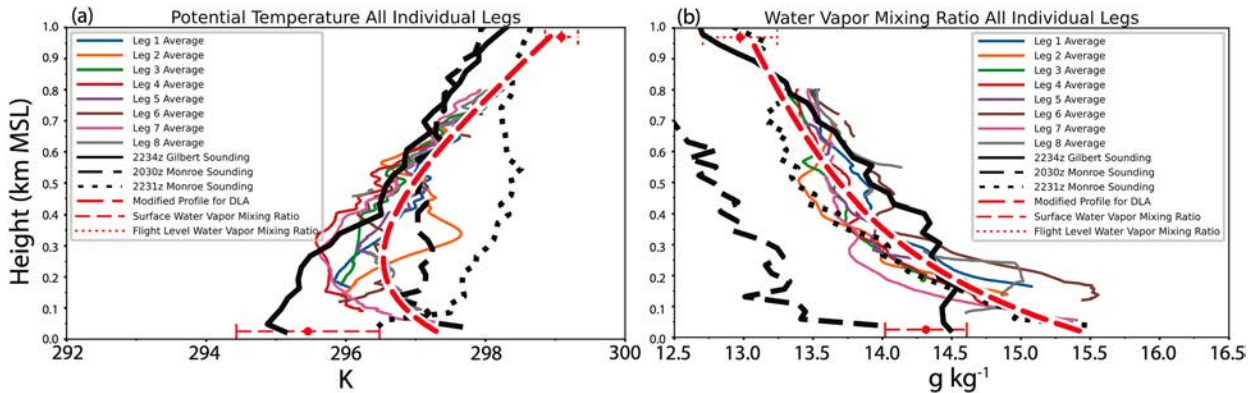 (a)
Potential Temperature All Individual Legs
Height (km MSL)
1.0
0.9
0.8
0.7
0.6
0.5
0.4
0.3
0.2
0.1
0.0
Leg 1 Average
Leg 2 Average
Leg 3 Average
Leg 4 Average
Leg 5 Average
Leg 6 Average
Leg 7 Average
Leg 8 Average
2234z Gilbert Sounding
2030z Monroe Sounding
2231z Monroe Sounding
Modified Profile for DLA
Surface Water Vapor Mixing Ratio
Flight Level Water Vapor Mixing Ratio
292 294 296 298 300
K
(b)
Water Vapor Mixing Ratio All Individual Legs
1.0
0.9
0.8
0.7
0.6
0.5
0.4
0.3
0.2
0.1
0.0
Leg 1 Average
Leg 2 Average
Leg 3 Average
Leg 4 Average
Leg 5 Average
Leg 6 Average
Leg 7 Average
Leg 8 Average
2234z Gilbert Sounding
2030z Monroe Sounding
2231z Monroe Sounding
Modified Profile for DLA
Surface Water Vapor Mixing Ratio
Flight Level Water Vapor Mixing Ratio
12.5 13.0 13.5 14.0 14.5 15.0 15.5 16.0 16.5
g kg⁻¹